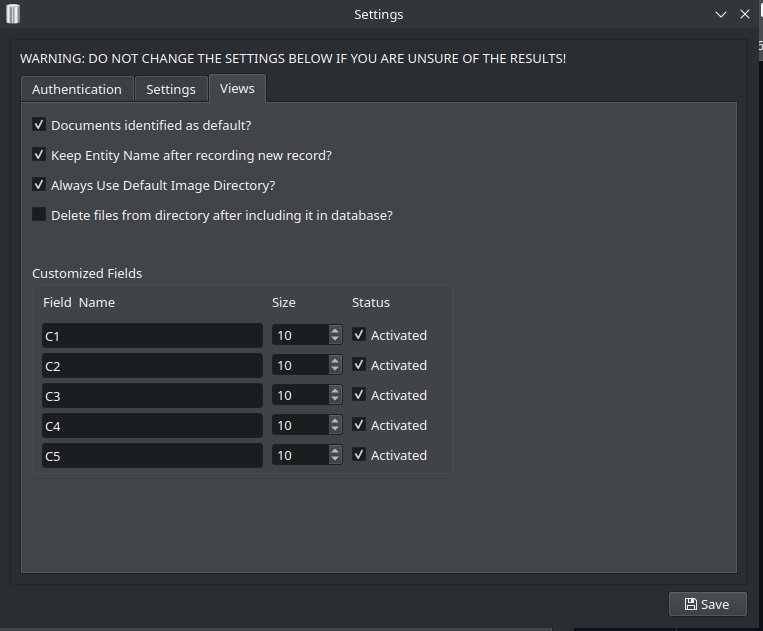 Settings
WARNING: DO NOT CHANGE THE SETTINGS BELOW IF YOU ARE UNSURE OF THE RESULTS!
Authentication Settings Views
Documents identified as default?
Keep Entity Name after recording new record?
Always Use Default Image Directory?
Delete files from directory after including it in database?
Customized Fields
Field Name Size Status
C1 10 Activated
C2 10 Activated
C3 10 Activated
C4 10 Activated
C5 10 Activated
Save